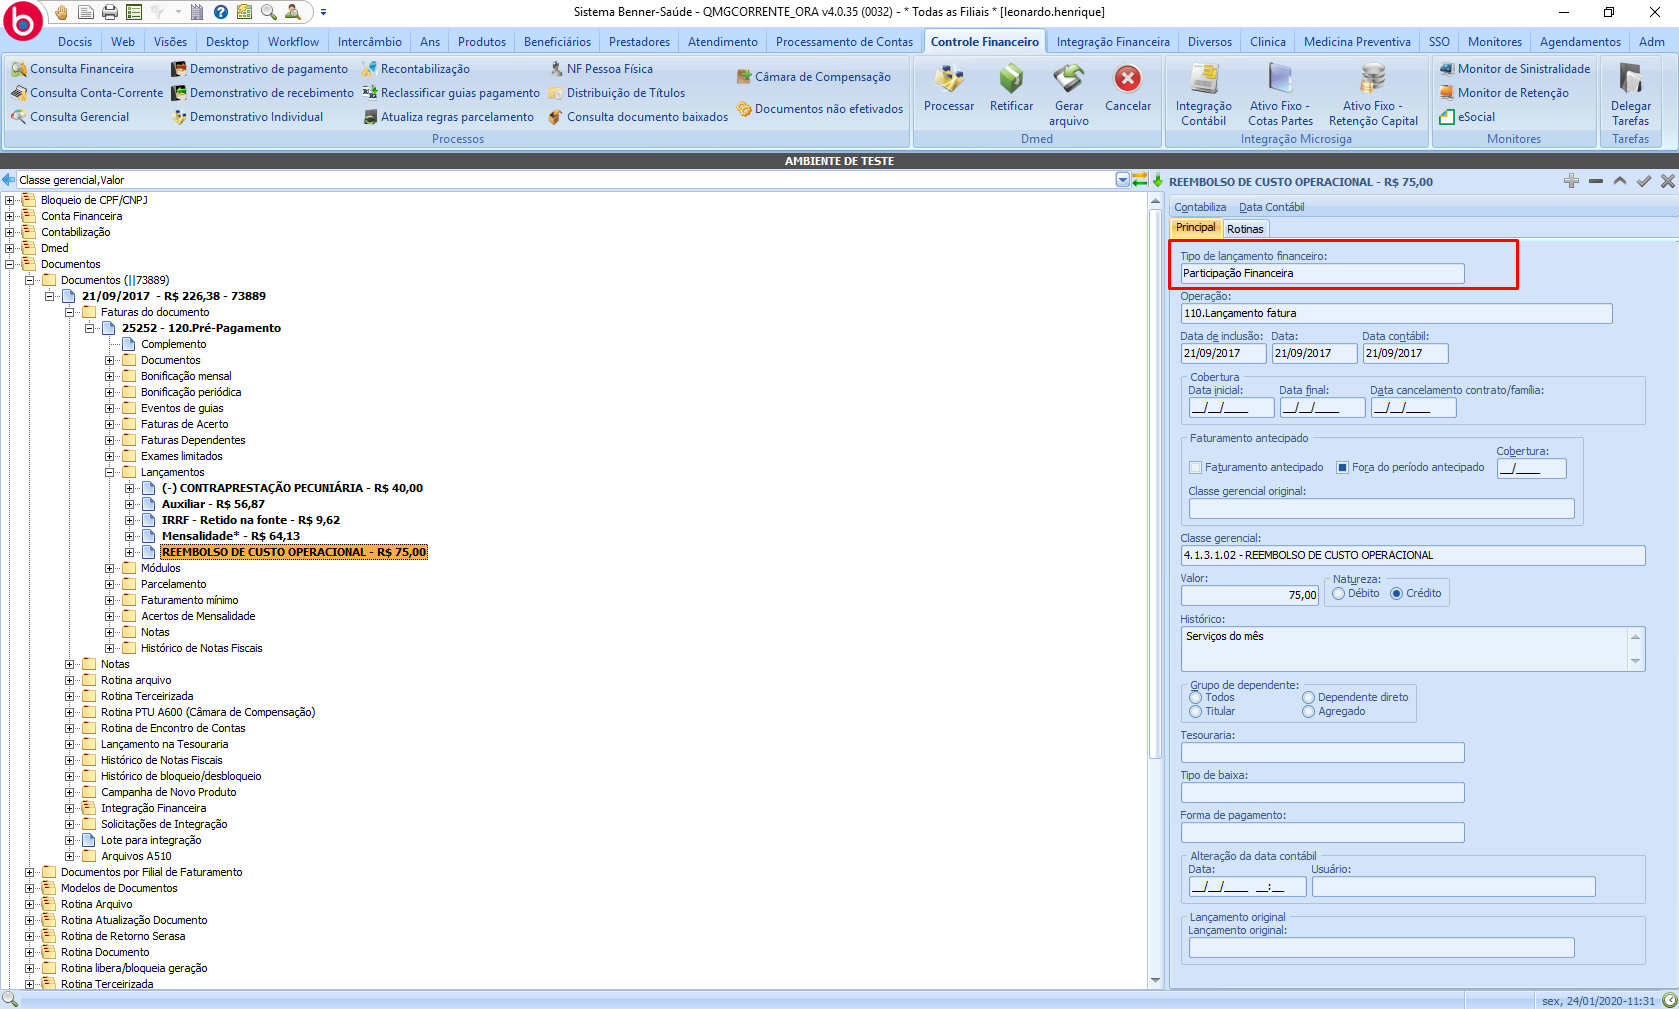 Sistema Benner-Saúde - QMGCORRENTE_ORA v4.0.35 (0032) - * Todas as Filiais * [leonardo.henrique]
b
Docsis Web Visões Desktop Workflow Intercâmbio Ans Produtos Beneficiários Prestadores Atendimento Processamento de Contas Controle Financeiro Integração Financeira Diversos Clinica Medicina Preventiva SSO Monitores Agendamentos Adm
Consulta Financeira
Consulta Conta-Corrente
Consulta Gerencial
Demonstrativo de pagamento
Demonstrativo de recebimento
Demonstrativo Individual
Recontabilização
Reclassificar guias pagamento
Atualiza regras parcelamento
NF Pessoa Física
Distribuição de Títulos
Consulta documento baixados
Câmara de Compensação
Documentos não efetivados
Processos
Processar
Retificar
Gerar
arquivo
Cancelar
Dmed
Integração
Contábil
Ativo Fixo -
Cotas Partes
Ativo Fixo -
Retenção Capital
Integração Microsiga
Monitor de Sinistralidade
Monitor de Retenção
eSocial
Monitores
Delegar
Tarefas
Tarefas
AMBIENTE DE TESTE
Classe gerencial,Valor
Bloqueio de CPF/CNPJ
Conta Financeira
Contabilização
Dmed
Documentos
Documentos (||73889)
21/09/2017 - R$ 226,38 - 73889
Faturas do documento
25252 - 120.Pré-Pagamento
Complemento
Documentos
Bonificação mensal
Bonificação periódica
Eventos de guias
Faturas de Acerto
Faturas Dependentes
Exames limitados
Lançamentos
(-) CONTRAPRESTAÇÃO PECUNIÁRIA - R$ 40,00
Auxiliar - R$ 56,87
IRRF - Retido na fonte - R$ 9,62
Mensalidade* - R$ 64,13
REEMBOLSO DE CUSTO OPERACIONAL - R$ 75,00
Módulos
Parcelamento
Faturamento mínimo
Acertos de Mensalidade
Notas
Histórico de Notas Fiscais
Notas
Rotina arquivo
Rotina Terceirizada
Rotina PTU A600 (Câmara de Compensação)
Rotina de Encontro de Contas
Lançamento na Tesouraria
Histórico de Notas Fiscais
Histórico de bloqueio/desbloqueio
Campanha de Novo Produto
Integração Financeira
Solicitações de Integração
Lote para integração
Arquivos A510
Documentos por Filial de Faturamento
Modelos de Documentos
Rotina Arquivo
Rotina Atualização Documento
Rotina de Retorno Serasa
Rotina Documento
Rotina libera/bloqueia geração
Rotina Terceirizada
REEMBOLSO DE CUSTO OPERACIONAL - R$ 75,00
Contabiliza Data Contábil
Principal Rotinas
Tipo de lançamento financeiro:
Participação Financeira
Operação:
110.Lançamento fatura
Data de inclusão: Data: Data contábil:
21/09/2017 21/09/2017 21/09/2017
Cobertura
Data inicial: Data final: Data cancelamento contrato/família:
__/__/____ __/__/____ __/__/____
Faturamento antecipado
Cobertura:
Faturamento antecipado Fora do período antecipado __/____
Classe gerencial original:
Classe gerencial:
4.1.3.1.02 - REEMBOLSO DE CUSTO OPERACIONAL
Valor: Natureza:
75,00 Débito Crédito
Histórico:
Serviços do mês
Grupo de dependente:
Todos Dependente direto
Titular Agregado
Tesouraria:
Tipo de baixa:
Forma de pagamento:
Alteração da data contábil
Data: Usuário:
__/__/____ __:__
Lançamento original
Lançamento original:
sex, 24/01/2020-11:31